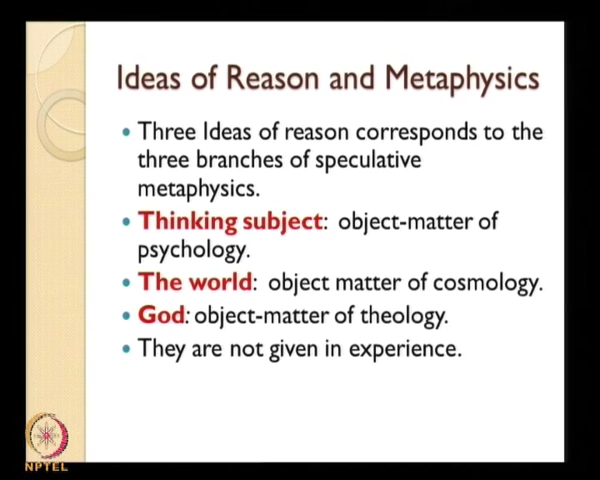 Ideas of Reason and Metaphysics
• Three Ideas of reason corresponds to the
three branches of speculative
metaphysics.
• Thinking subject: object-matter of
psychology.
• The world: object matter of cosmology.
• God: object-matter of theology.
• They are not given in experience.
NPTEL